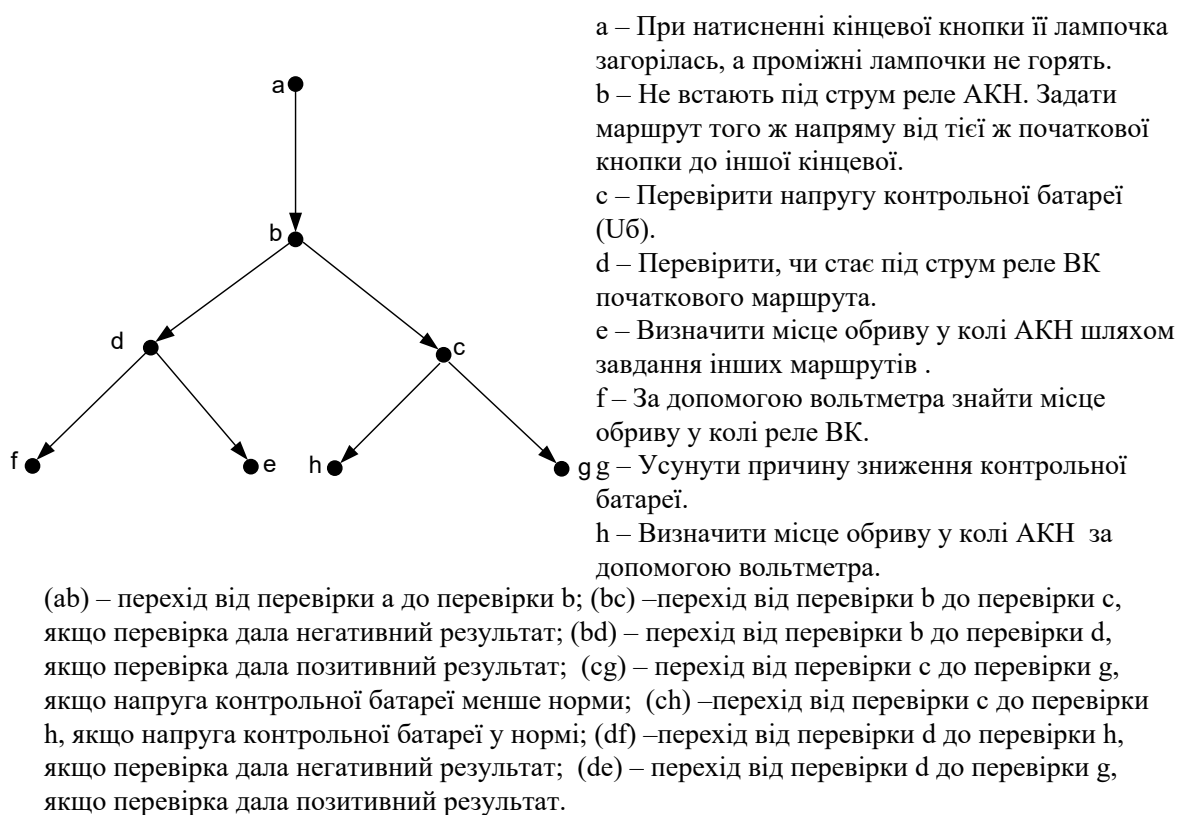 a – При натисненні кінцевої кнопки її лампочка
загорілась, а проміжні лампочки не горять.
b – Не встають під струм реле АКН. Задати
маршрут того ж напряму від тієї ж початкової
кнопки до іншої кінцевої.
c – Перевірити напругу контрольної батареї
(Uб).
d – Перевірити, чи стає під струм реле ВК
початкового маршрута.
e – Визначити місце обриву у колі АКН шляхом
завдання інших маршрутів .
f – За допомогою вольтметра знайти місце
обриву у колі реле ВК.
g – Усунути причину зниження контрольної
батареї.
h – Визначити місце обриву у колі АКН за
допомогою вольтметра.
a
b
d
c
f
e
h
g
(ab) – перехід від перевірки a до перевірки b; (bc) –перехід від перевірки b до перевірки c,
якщо перевірка дала негативний результат; (bd) – перехід від перевірки b до перевірки d,
якщо перевірка дала позитивний результат; (cg) – перехід від перевірки c до перевірки g,
якщо напруга контрольної батареї менше норми; (ch) –перехід від перевірки c до перевірки
h, якщо напруга контрольної батареї у нормі; (df) –перехід від перевірки d до перевірки h,
якщо перевірка дала негативний результат; (de) – перехід від перевірки d до перевірки g,
якщо перевірка дала позитивний результат.